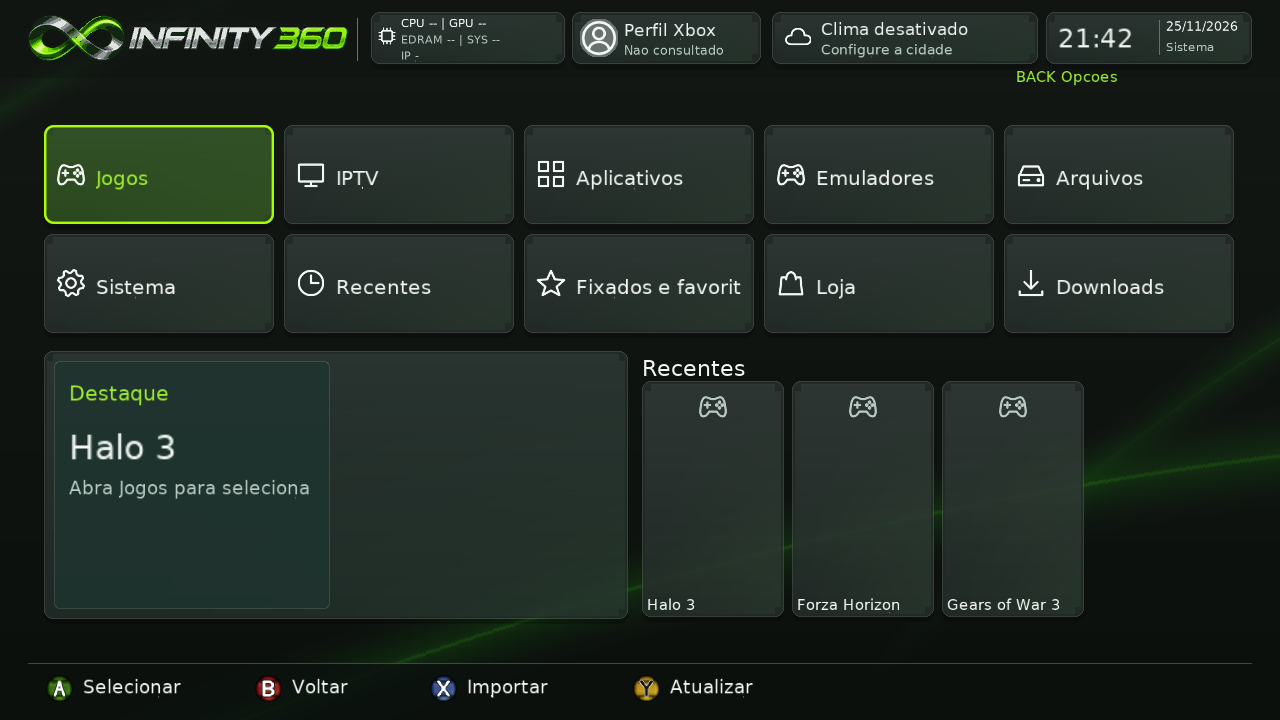 INFINITY 360
CPU -- | GPU --
EDRAM -- | SYS --
IP -
Perfil Xbox
Nao consultado
Clima desativado
Configure a cidade
21:42
25/11/2026
Sistema
BACK Opcoes
Jogos
IPTV
Aplicativos
Emuladores
Arquivos
Sistema
Recentes
Fixados e favorit
Loja
Downloads
Destaque
Halo 3
Abra Jogos para seleciona
Recentes
Halo 3
Forza Horizon
Gears of War 3
A Selecionar
B Voltar
X Importar
Y Atualizar